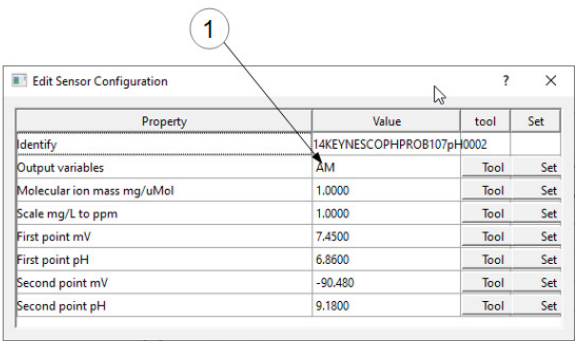 1
Edit Sensor Configuration ? ×
Property Value tool Set
Identify 14KEYNESCOPHPROB107pH0002
Output variables AM Tool Set
Molecular ion mass mg/uMol 1.0000 Tool Set
Scale mg/L to ppm 1.0000 Tool Set
First point mV 7.4500 Tool Set
First point pH 6.8600 Tool Set
Second point mV -90.480 Tool Set
Second point pH 9.1800 Tool Set